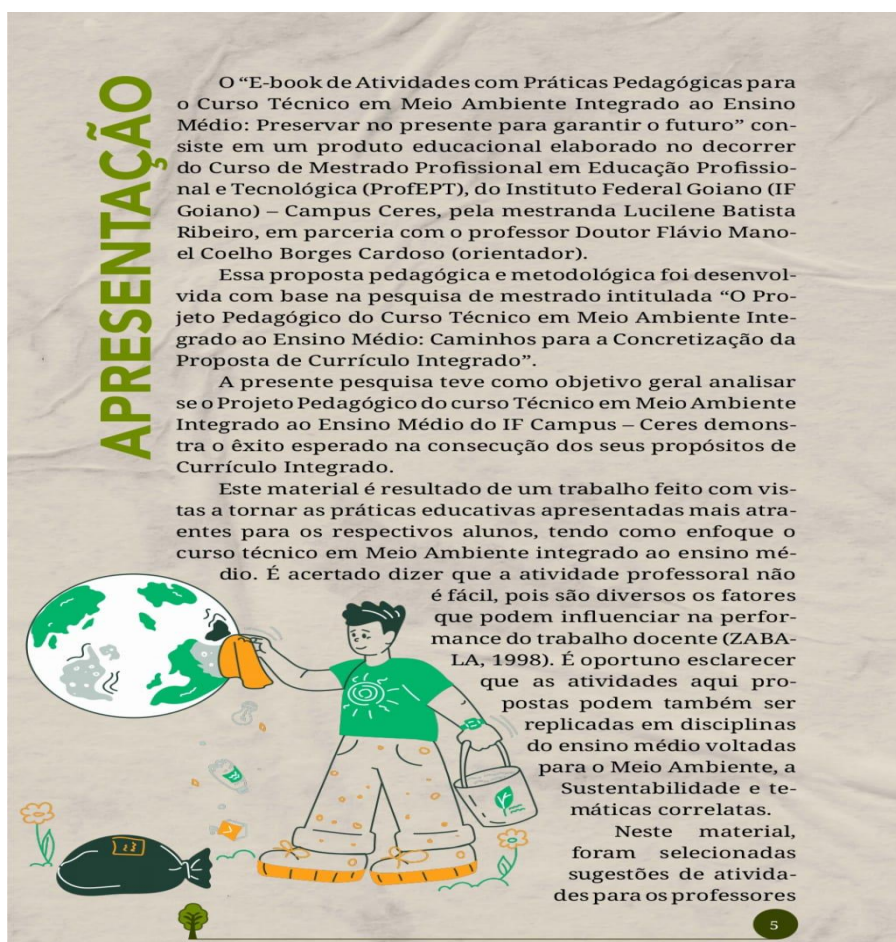 APRESENTAÇÃO
O “E-book de Atividades com Práticas Pedagógicas para
o Curso Técnico em Meio Ambiente Integrado ao Ensino
Médio: Preservar no presente para garantir o futuro” con-
siste em um produto educacional elaborado no decorrer
do Curso de Mestrado Profissional em Educação Profissio-
nal e Tecnológica (ProfEPT), do Instituto Federal Goiano (IF
Goiano) – Campus Ceres, pela mestranda Lucilene Batista
Ribeiro, em parceria com o professor Doutor Flávio Mano-
el Coelho Borges Cardoso (orientador).
Essa proposta pedagógica e metodológica foi desenvol-
vida com base na pesquisa de mestrado intitulada “O Pro-
jeto Pedagógico do Curso Técnico em Meio Ambiente Inte-
grado ao Ensino Médio: Caminhos para a Concretização da
Proposta de Currículo Integrado”.
A presente pesquisa teve como objetivo geral analisar
se o Projeto Pedagógico do curso Técnico em Meio Ambiente
Integrado ao Ensino Médio do IF Campus – Ceres demons-
tra o êxito esperado na consecução dos seus propósitos de
Currículo Integrado.
Este material é resultado de um trabalho feito com vis-
tas a tornar as práticas educativas apresentadas mais atra-
entes para os respectivos alunos, tendo como enfoque o
curso técnico em Meio Ambiente integrado ao ensino mé-
dio. É acertado dizer que a atividade professoral não
é fácil, pois são diversos os fatores
que podem influenciar na perfor-
mance do trabalho docente (ZABA-
LA, 1998). É oportuno esclarecer
que as atividades aqui pro-
postas podem também ser
replicadas em disciplinas
do ensino médio voltadas
para o Meio Ambiente, a
Sustentabilidade e te-
máticas correlatas.
Neste material,
foram selecionadas
sugestões de ativida-
des para os professores
5